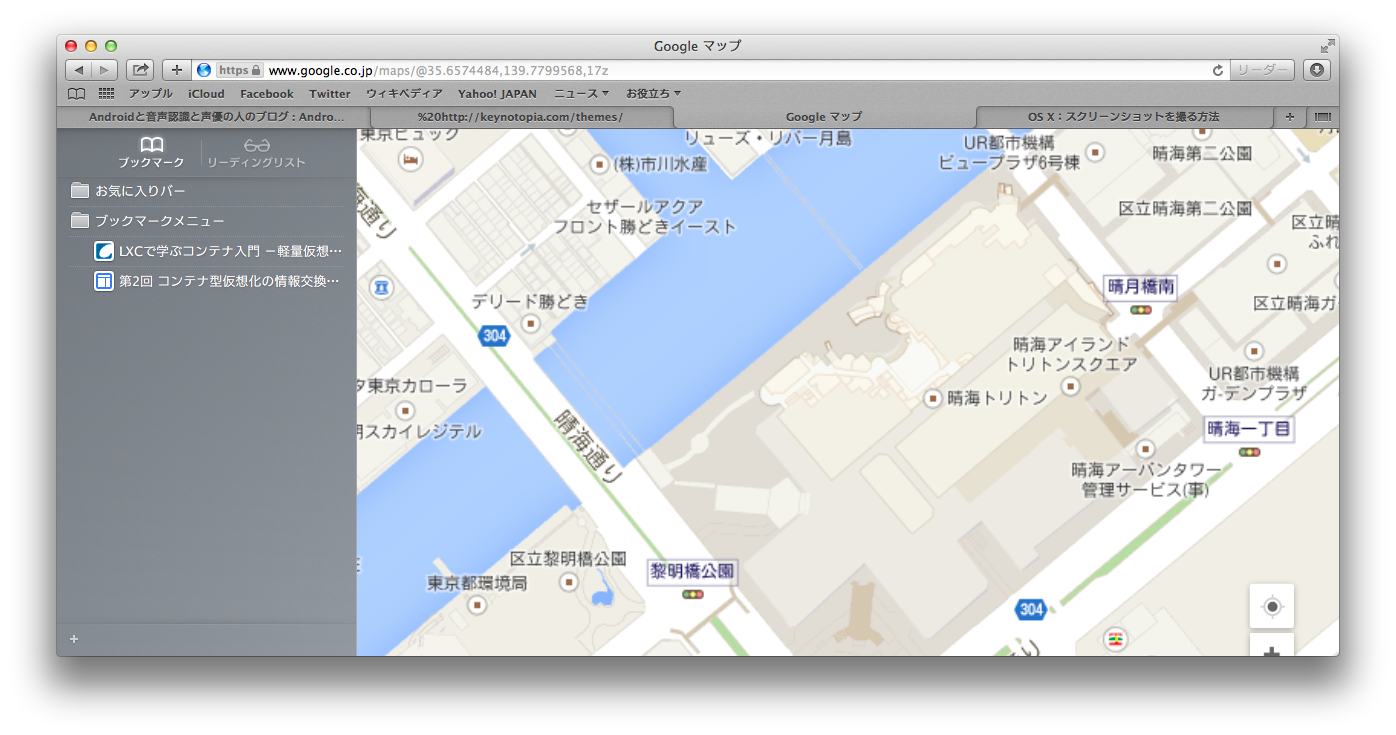 Google マップ
https www.google.co.jp/maps/@35.6574484,139.7799568,17z
リーダー
アップル iCloud Facebook Twitter ウィキペディア Yahoo! JAPAN ニュース お役立ち
Androidと音声認識と声優の人のブログ : Andro...
%20http://keynotopia.com/themes/
Google マップ
OS X：スクリーンショットを撮る方法
ブックマーク
リーディングリスト
お気に入りバー
ブックマークメニュー
LXCで学ぶコンテナ入門 －軽量仮想…
第2回 コンテナ型仮想化の情報交換…
東京ビュック
リューズ・リバー月島
(株)市川水産
UR都市機構
ビュープラザ6号棟
晴海第二公園
海通り
セザールアクア
フロント勝どきイースト
区立晴海第二公園
区立晴海
ふれ
晴月橋南
区立晴海ガ
デリード勝どき
304
晴海アイランド
トリトンスクエア
UR都市機構
ガ-デンプラザ
タ東京カローラ
晴海トリトン
明スカイレジテル
晴海通り
晴海一丁目
晴海アーバンタワー
管理サービス(事)
区立黎明橋公園
黎明橋公園
東京都環境局
304